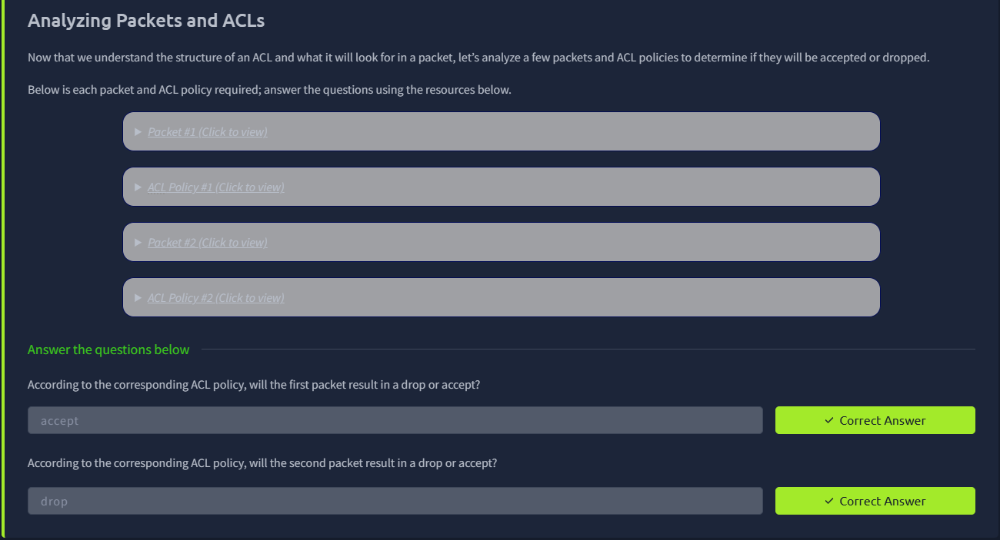 Analyzing Packets and ACLs
Now that we understand the structure of an ACL and what it will look for in a packet, let's analyze a few packets and ACL policies to determine if they will be accepted or dropped.
Below is each packet and ACL policy required; answer the questions using the resources below.
Packet #1 (Click to view)
ACL Policy #1 (Click to view)
Packet #2 (Click to view)
ACL Policy #2 (Click to view)
Answer the questions below
According to the corresponding ACL policy, will the first packet result in a drop or accept?
accept
Correct Answer
According to the corresponding ACL policy, will the second packet result in a drop or accept?
drop
Correct Answer